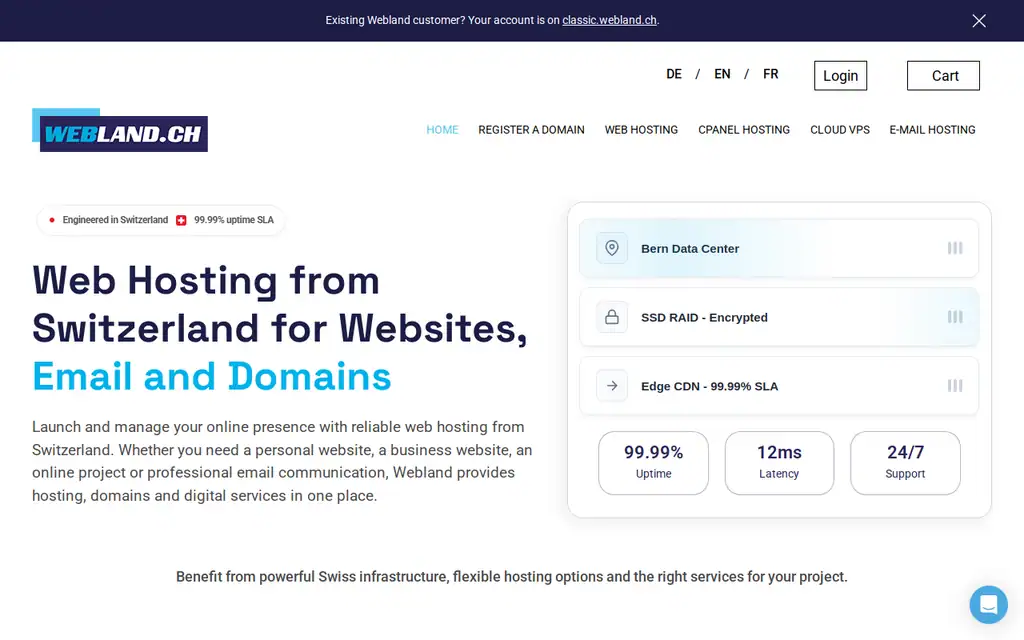 Existing Webland customer? Your account is on classic.webland.ch.
DE / EN / FR
Login
Cart
WEBLAND.CH
HOME
REGISTER A DOMAIN
WEB HOSTING
CPANEL HOSTING
CLOUD VPS
E-MAIL HOSTING
Engineered in Switzerland 99.99% uptime SLA
Web Hosting from
Switzerland for Websites,
Email and Domains
Launch and manage your online presence with reliable web hosting from
Switzerland. Whether you need a personal website, a business website, an
online project or professional email communication, Webland provides
hosting, domains and digital services in one place.
Bern Data Center
SSD RAID - Encrypted
Edge CDN - 99.99% SLA
99.99%
Uptime
12ms
Latency
24/7
Support
Benefit from powerful Swiss infrastructure, flexible hosting options and the right services for your project.